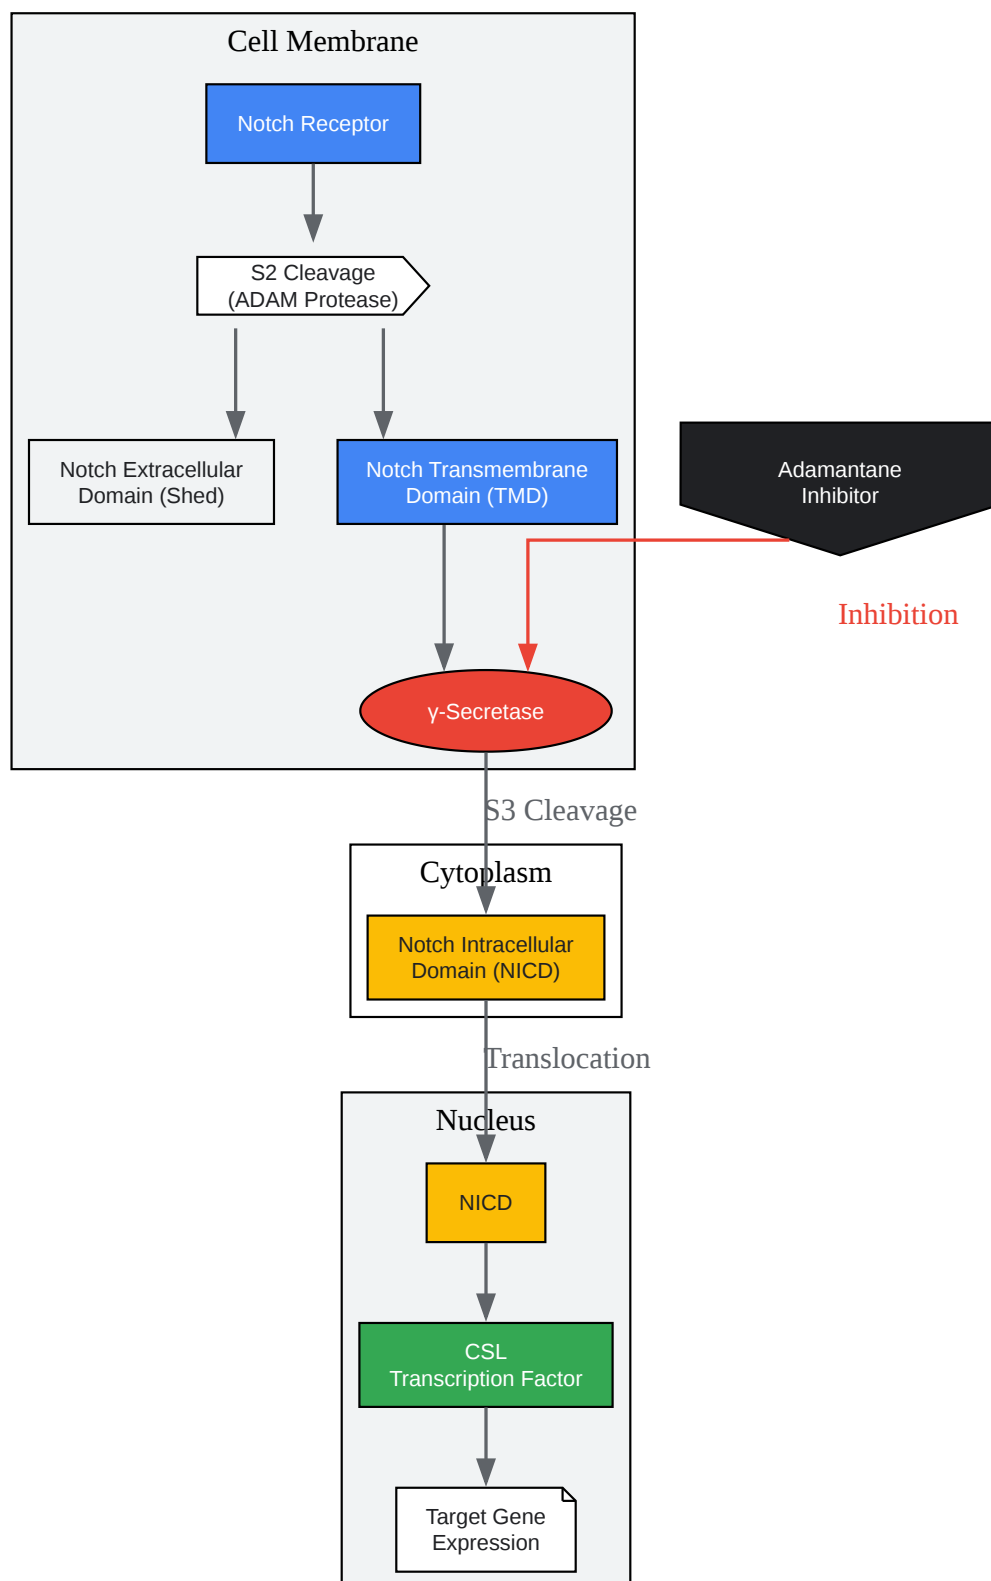 Cell Membrane
Notch Receptor
S2 Cleavage
(ADAM Protease)
Notch Extracellular
Domain (Shed)
Notch Transmembrane
Domain (TMD)
Adamantane
Inhibitor
Inhibition
γ-Secretase
S3 Cleavage
Cytoplasm
Notch Intracellular
Domain (NICD)
Translocation
Nucleus
NICD
CSL
Transcription Factor
Target Gene
Expression